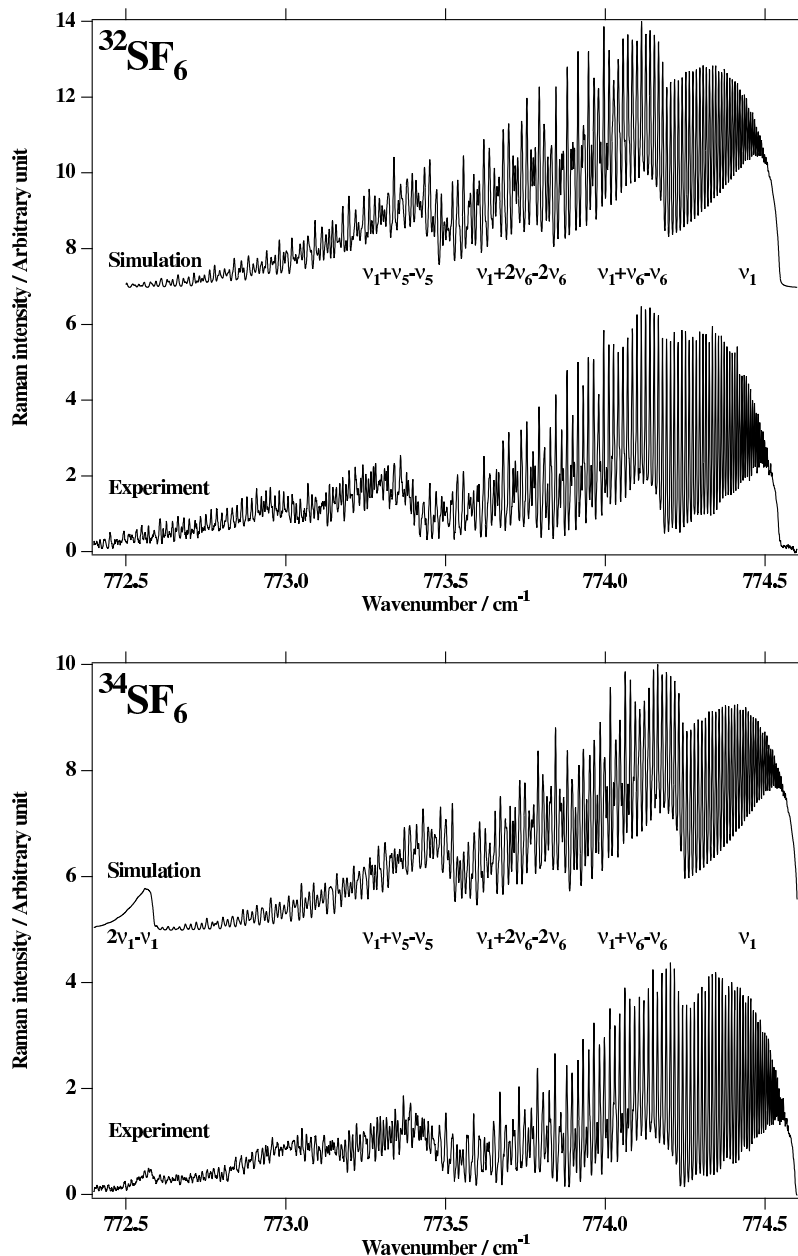 14
³²SF₆
12
Raman intensity / Arbitrary unit
10
8
Simulation
ν₁+ν₅-ν₅ ν₁+2ν₆-2ν₆ ν₁+ν₆-ν₆ ν₁
6
4
2
Experiment
0
772.5 773.0 773.5 774.0 774.5
Wavenumber / cm⁻¹
10
³⁴SF₆
8
Raman intensity / Arbitrary unit
Simulation
6
2ν₁-ν₁ ν₁+ν₅-ν₅ ν₁+2ν₆-2ν₆ ν₁+ν₆-ν₆ ν₁
4
2
Experiment
0
772.5 773.0 773.5 774.0 774.5
Wavenumber / cm⁻¹